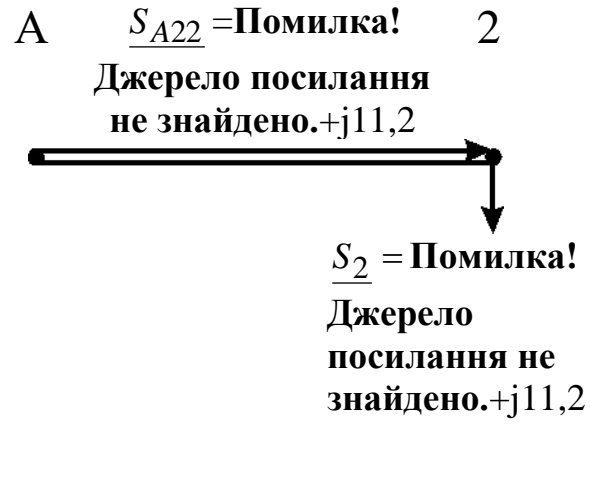 A S_A22 =Помилка! 2
Джерело посилання
не знайдено.+j11,2
S_2 =Помилка!
Джерело
посилання не
знайдено.+j11,2